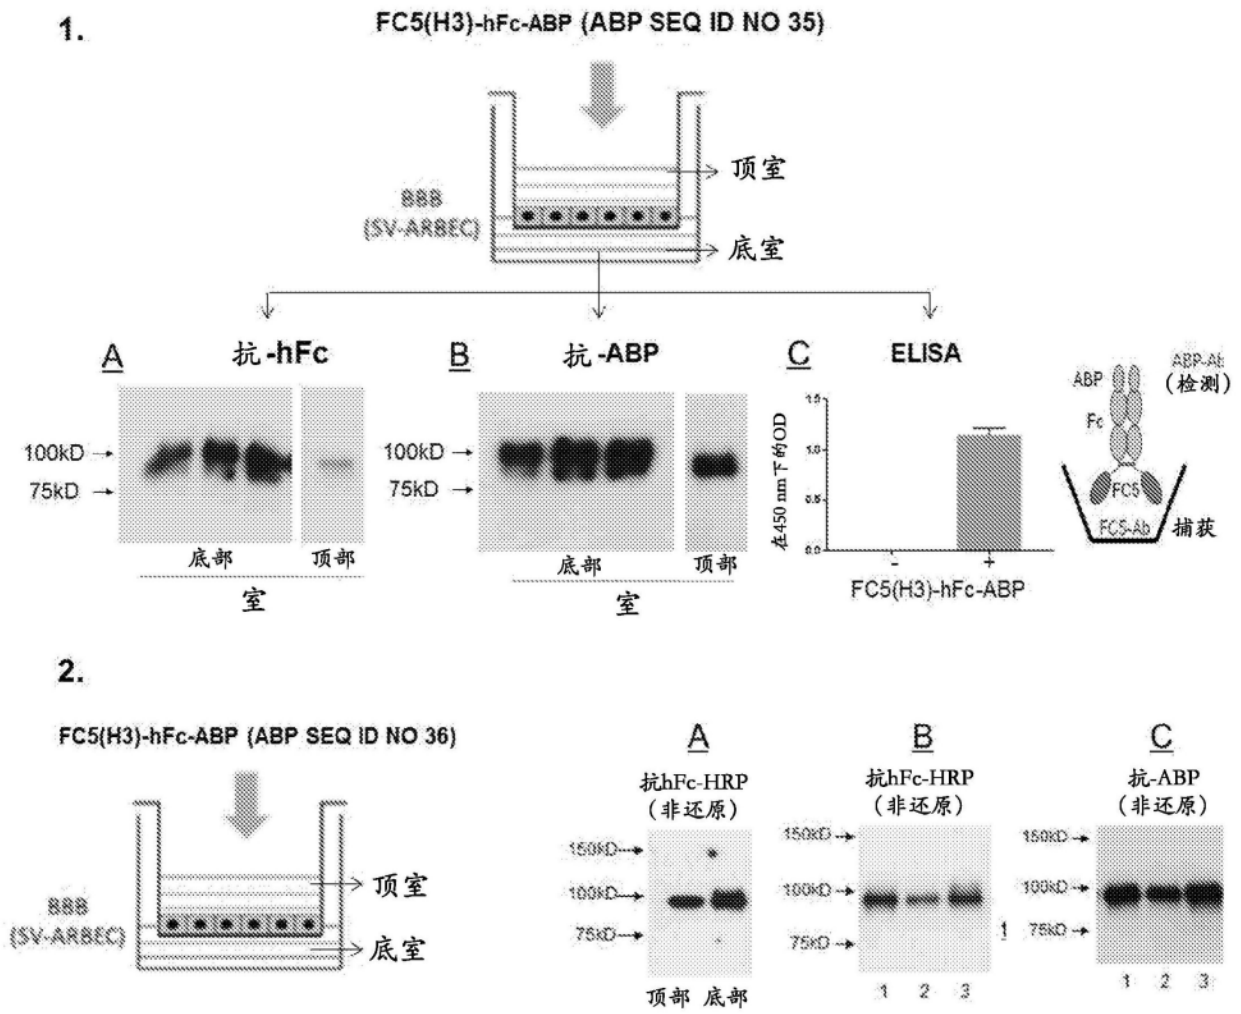 1.
FC5(H3)-hFc-ABP (ABP SEQ ID NO 35)
顶室
BBB
(SV-ARBEC)
底室
A
抗-hFc
100kD
75kD
底部
顶部
室
B
抗-ABP
100kD
75kD
底部
顶部
室
C
ELISA
在450 nm下的OD
1.5
1.0
0.5
0.0
-
+
FC5(H3)-hFc-ABP
ABP
Fc
ABP-Ab
(检测)
FC5
FC5-Ab
捕获
2.
FC5(H3)-hFc-ABP (ABP SEQ ID NO 36)
顶室
BBB
(SV-ARBEC)
底室
A
抗hFc-HRP
(非还原)
150kD
100kD
75kD
顶部 底部
B
抗hFc-HRP
(非还原)
150kD
100kD
75kD
1 2 3
1
C
抗-ABP
(非还原)
150kD
100kD
75kD
1 2 3